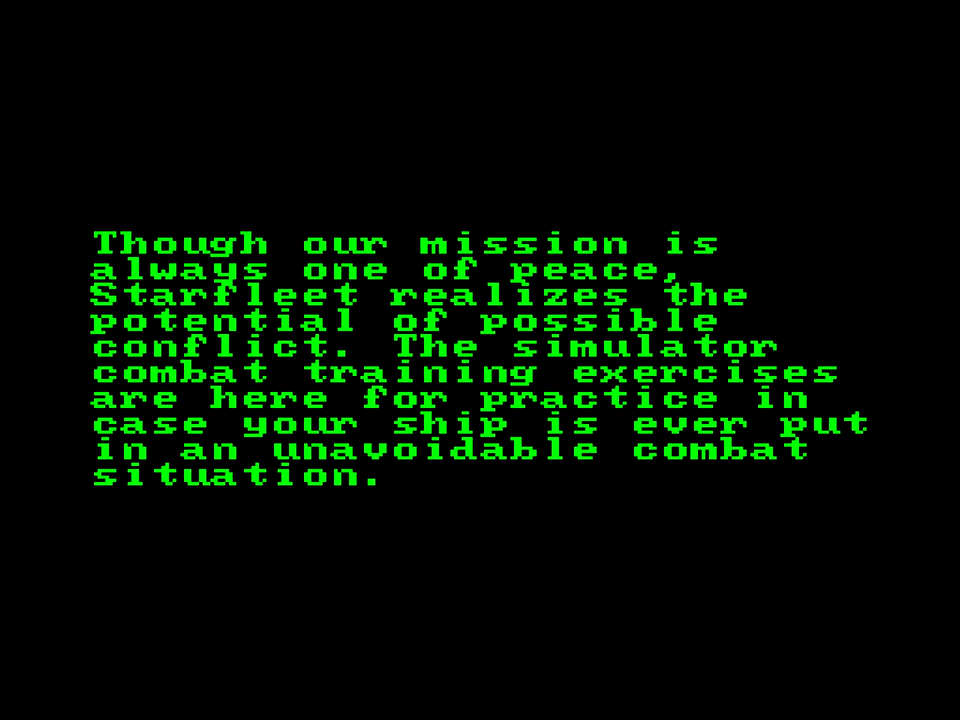 Though our mission is
always one of peace,
Starfleet realizes the
potential of possible
conflict. The simulator
combat training exercises
are here for practice in
case your ship is ever put
in an unavoidable combat
situation.